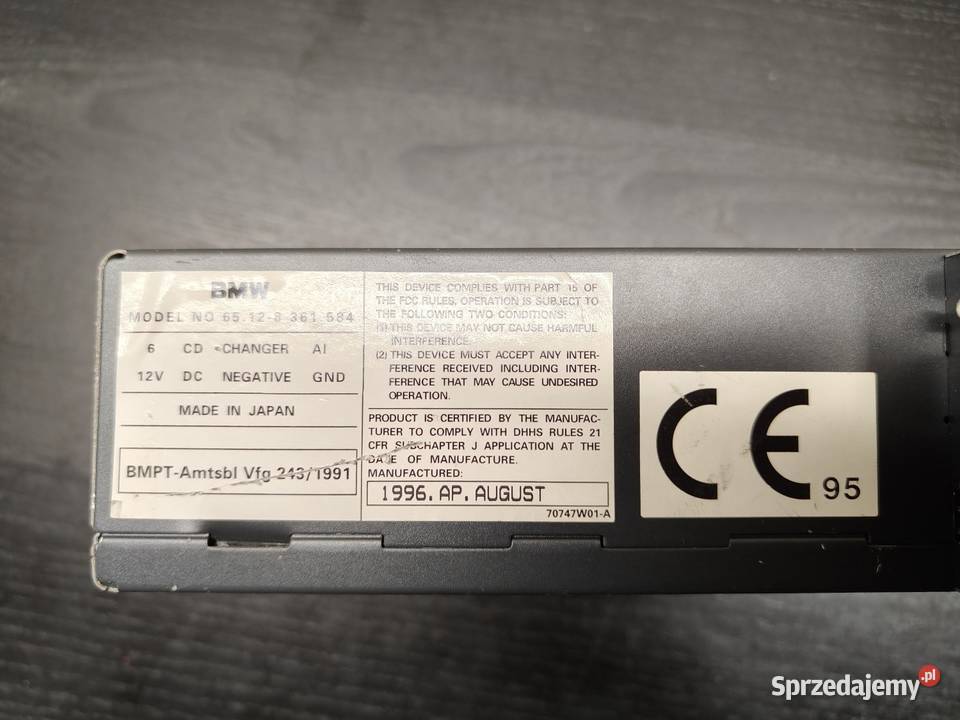 BMW
MODEL NO 65.12-8 361 584
6 CD -CHANGER AI
12V DC NEGATIVE GND
MADE IN JAPAN
BMPT-Amtsbl Vfg 243/1991
THIS DEVICE COMPLIES WITH PART 15 OF
THE FCC RULES, OPERATION IS SUBJECT TO
THE FOLLOWING TWO CONDITIONS:
(1) THIS DEVICE MAY NOT CAUSE HARMFUL
INTERFERENCE.
(2) THIS DEVICE MUST ACCEPT ANY INTER-
FERENCE RECEIVED INCLUDING INTER-
FERENCE THAT MAY CAUSE UNDESIRED
OPERATION.
PRODUCT IS CERTIFIED BY THE MANUFAC-
TURER TO COMPLY WITH DHHS RULES 21
CFR SUBCHAPTER J APPLICATION AT THE
DATE OF MANUFACTURE.
MANUFACTURED:
1996. AP. AUGUST
70747W01-A
CE 95
Sprzedajemy.pl